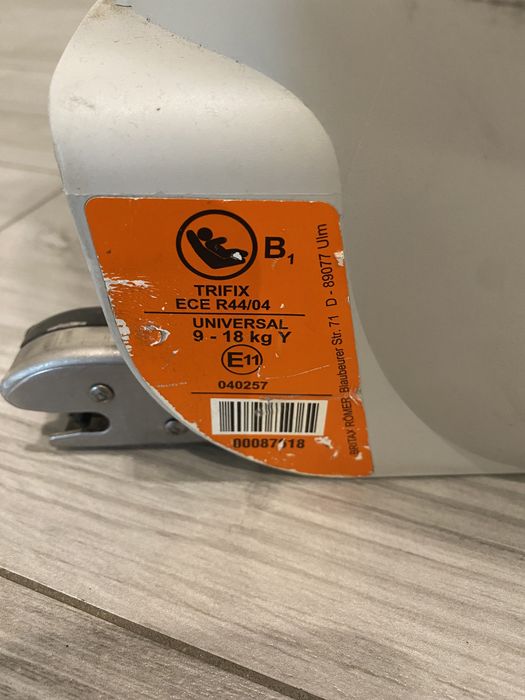 B1
TRIFIX
ECE R44/04
UNIVERSAL
9 - 18 kg Y
E11
040257
BRITAX RÖMER Blaubeurer Str. 71 D - 89077 Ulm